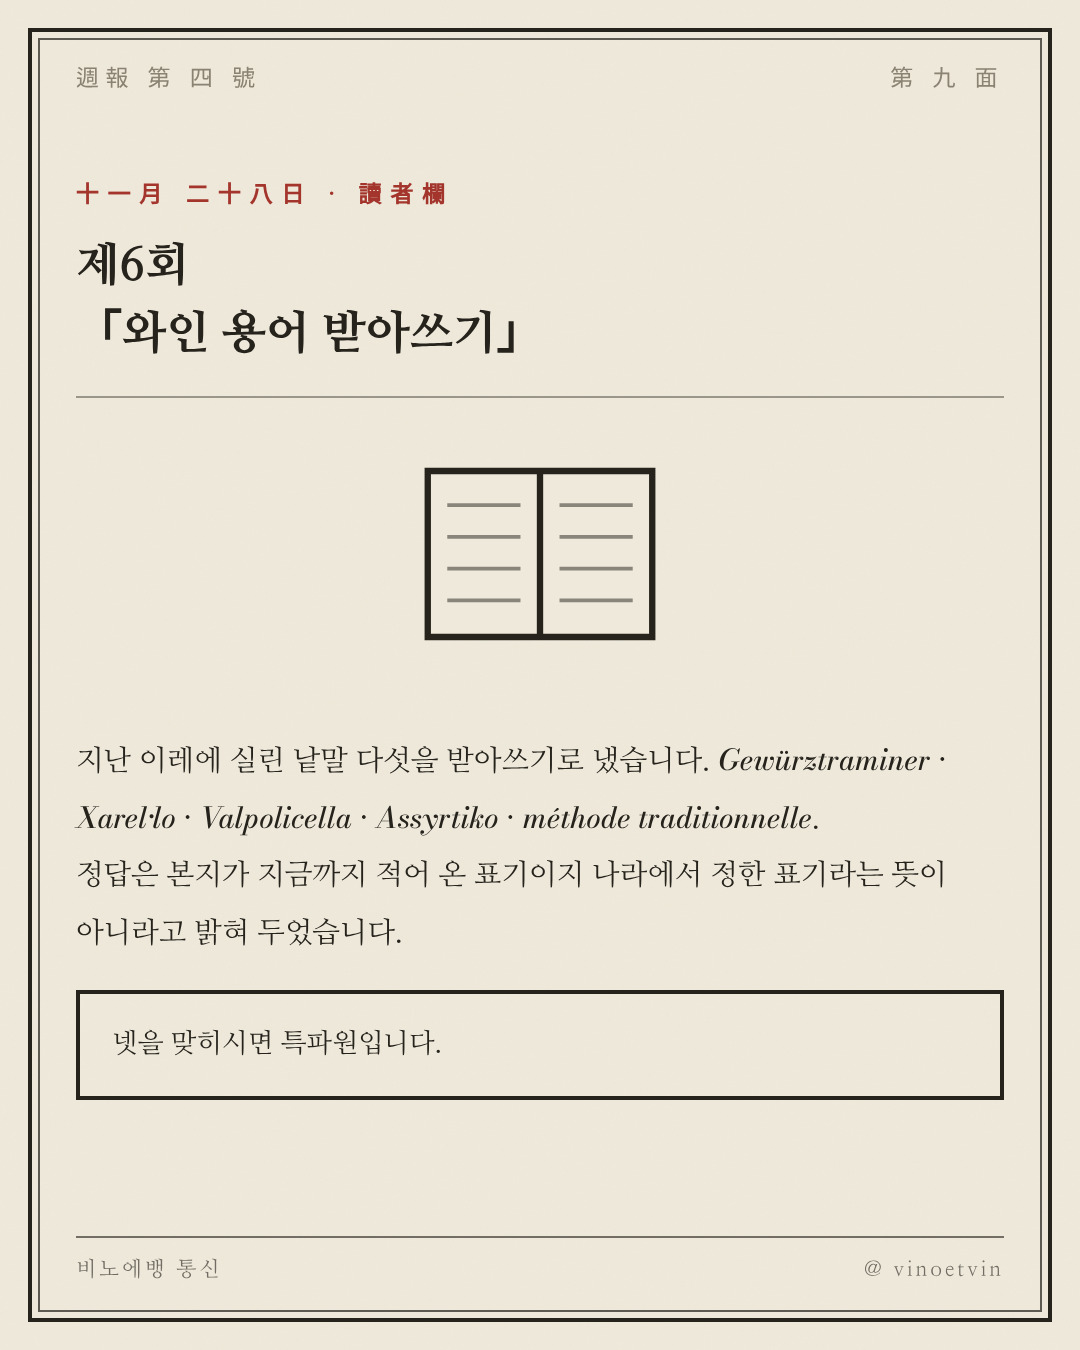 週報 第 四 號
第 九 面
十一月 二十八日 · 讀者欄
제6회
「와인 용어 받아쓰기」
지난 이레에 실린 낱말 다섯을 받아쓰기로 냈습니다. Gewürztraminer ·
Xarel·lo · Valpolicella · Assyrtiko · méthode traditionnelle.
정답은 본지가 지금까지 적어 온 표기이지 나라에서 정한 표기라는 뜻이
아니라고 밝혀 두었습니다.
넷을 맞히시면 특파원입니다.
비노에뱅 통신
@ vinoetvin